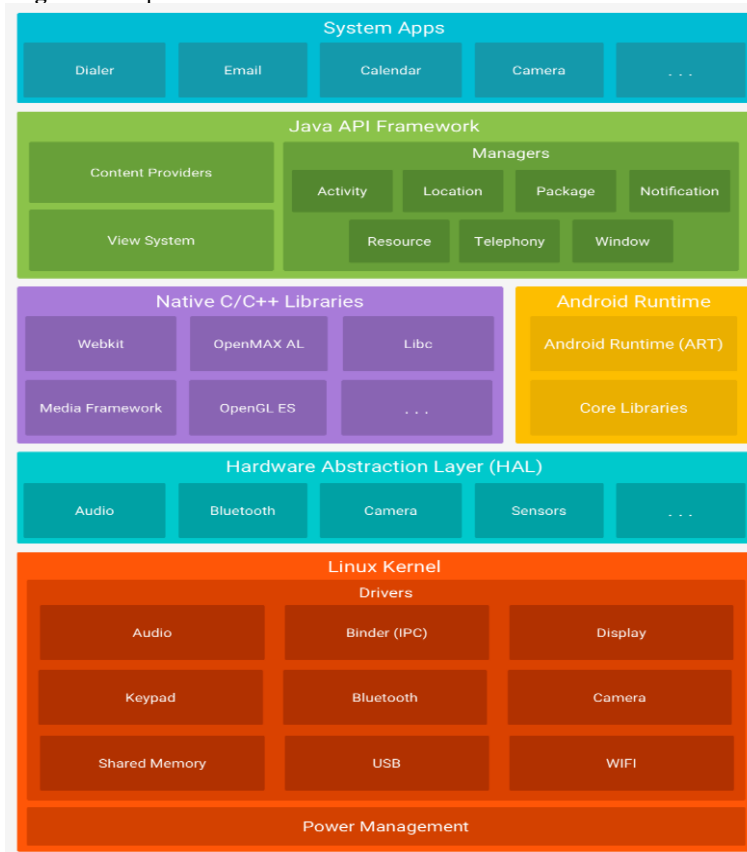 System Apps
Dialer
Email
Calendar
Camera
. . .
Java API Framework
Content Providers
View System
Managers
Activity
Location
Package
Notification
Resource
Telephony
Window
Native C/C++ Libraries
Webkit
OpenMAX AL
Libc
Media Framework
OpenGL ES
. . .
Android Runtime
Android Runtime (ART)
Core Libraries
Hardware Abstraction Layer (HAL)
Audio
Bluetooth
Camera
Sensors
. . .
Linux Kernel
Drivers
Audio
Binder (IPC)
Display
Keypad
Bluetooth
Camera
Shared Memory
USB
WIFI
Power Management